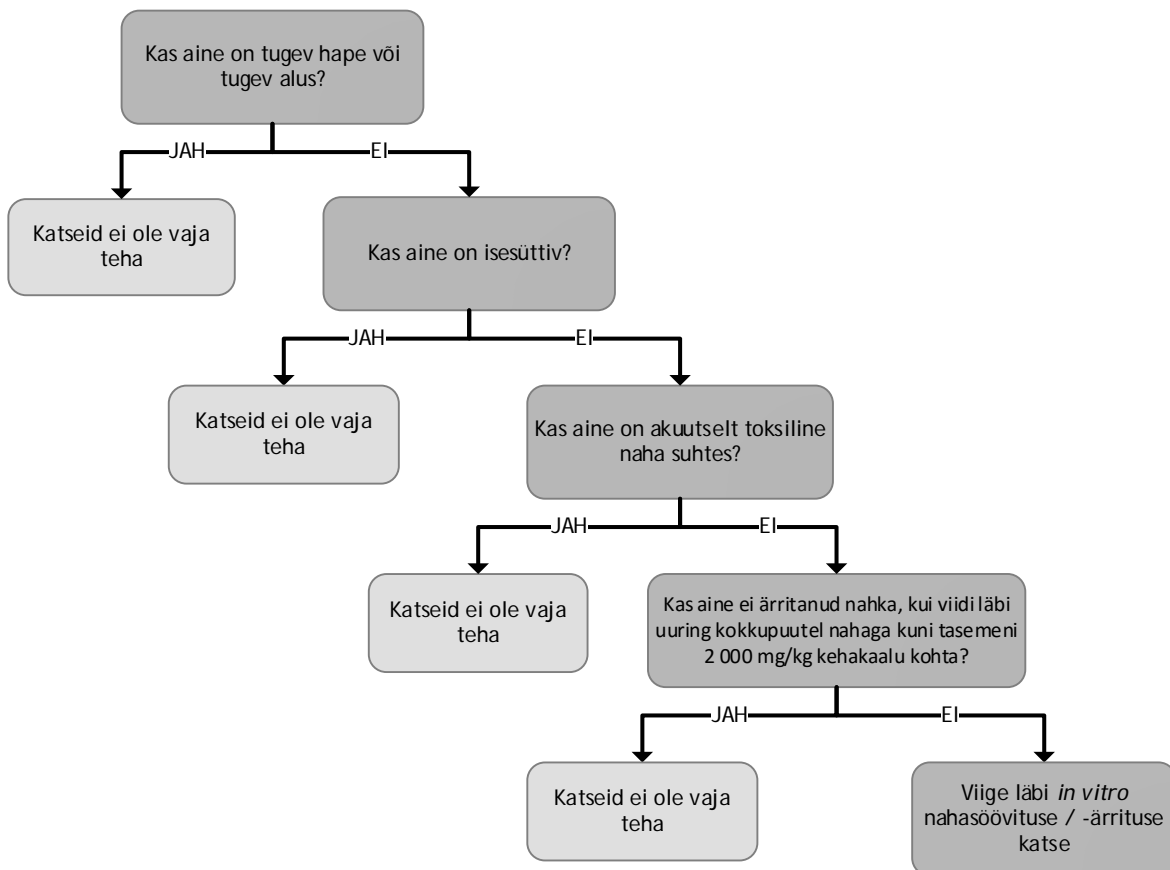 Kas aine on tugev hape või
tugev alus?
JAH
EI
Katseid ei ole vaja
teha
Kas aine on isesüttiv?
JAH
EI
Katseid ei ole vaja
teha
Kas aine on akuutselt toksiline
naha suhtes?
JAH
EI
Katseid ei ole vaja
teha
Kas aine ei ärritanud nahka, kui viidi läbi
uuring kokkupuutel nahaga kuni tasemeni
2 000 mg/kg kehakaalu kohta?
JAH
EI
Katseid ei ole vaja
teha
Viige läbi in vitro
nahasöövituse / -ärrituse
katse